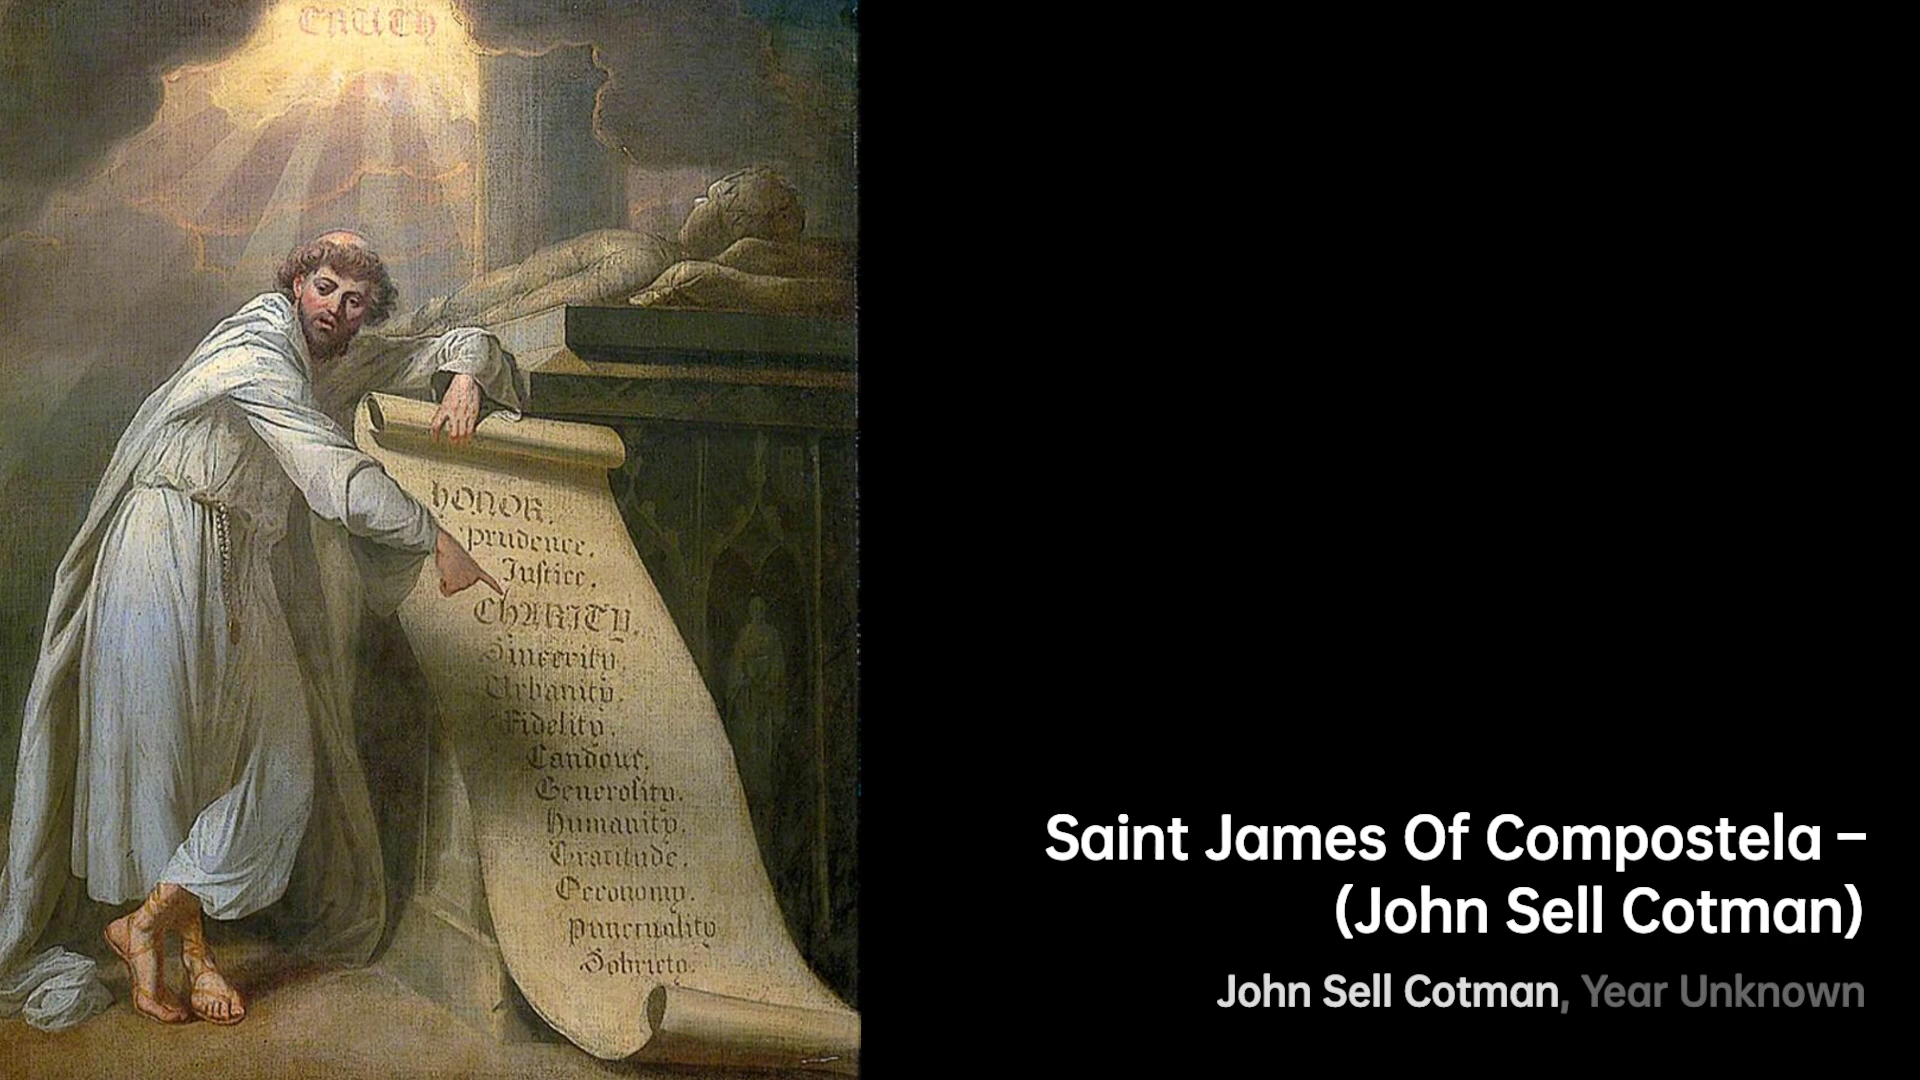 TRUTH
HONOR.
Prudence.
Juſtice.
CHARITY.
Sincerity.
Urbanity.
Fidelity.
Candour.
Generoſity.
Humanity.
Gratitude.
Oeconomy.
Punctuality
Sobriety.
Saint James Of Compostela –
(John Sell Cotman)
John Sell Cotman, Year Unknown